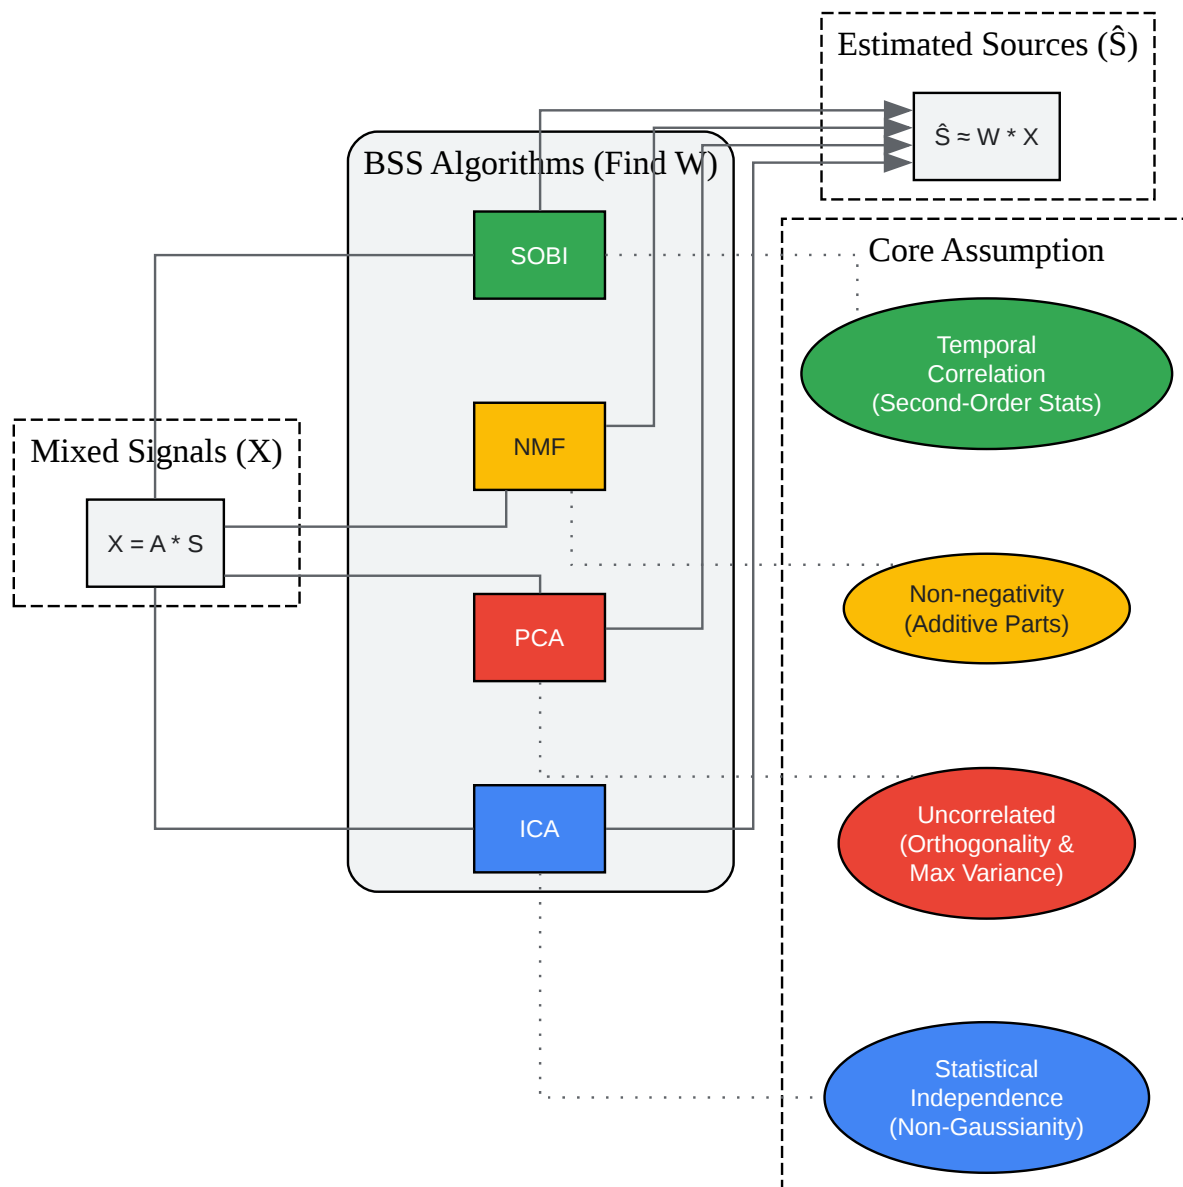 Estimated Sources (Ŝ)
Ŝ ≈ W * X
BSS Algorithms (Find W)
SOBI
NMF
PCA
ICA
Mixed Signals (X)
X = A * S
Core Assumption
Temporal
Correlation
(Second-Order Stats)
Non-negativity
(Additive Parts)
Uncorrelated
(Orthogonality &
Max Variance)
Statistical
Independence
(Non-Gaussianity)